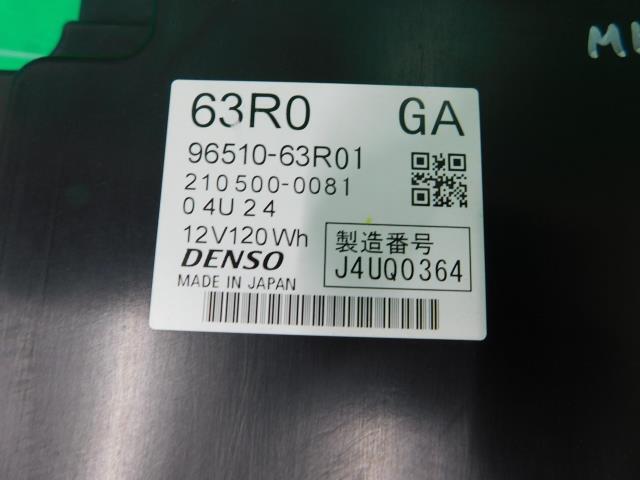 63R0 GA
96510-63R01
210500-0081
04U24
12V120Wh
製造番号
J4UQ0364
DENSO
MADE IN JAPAN